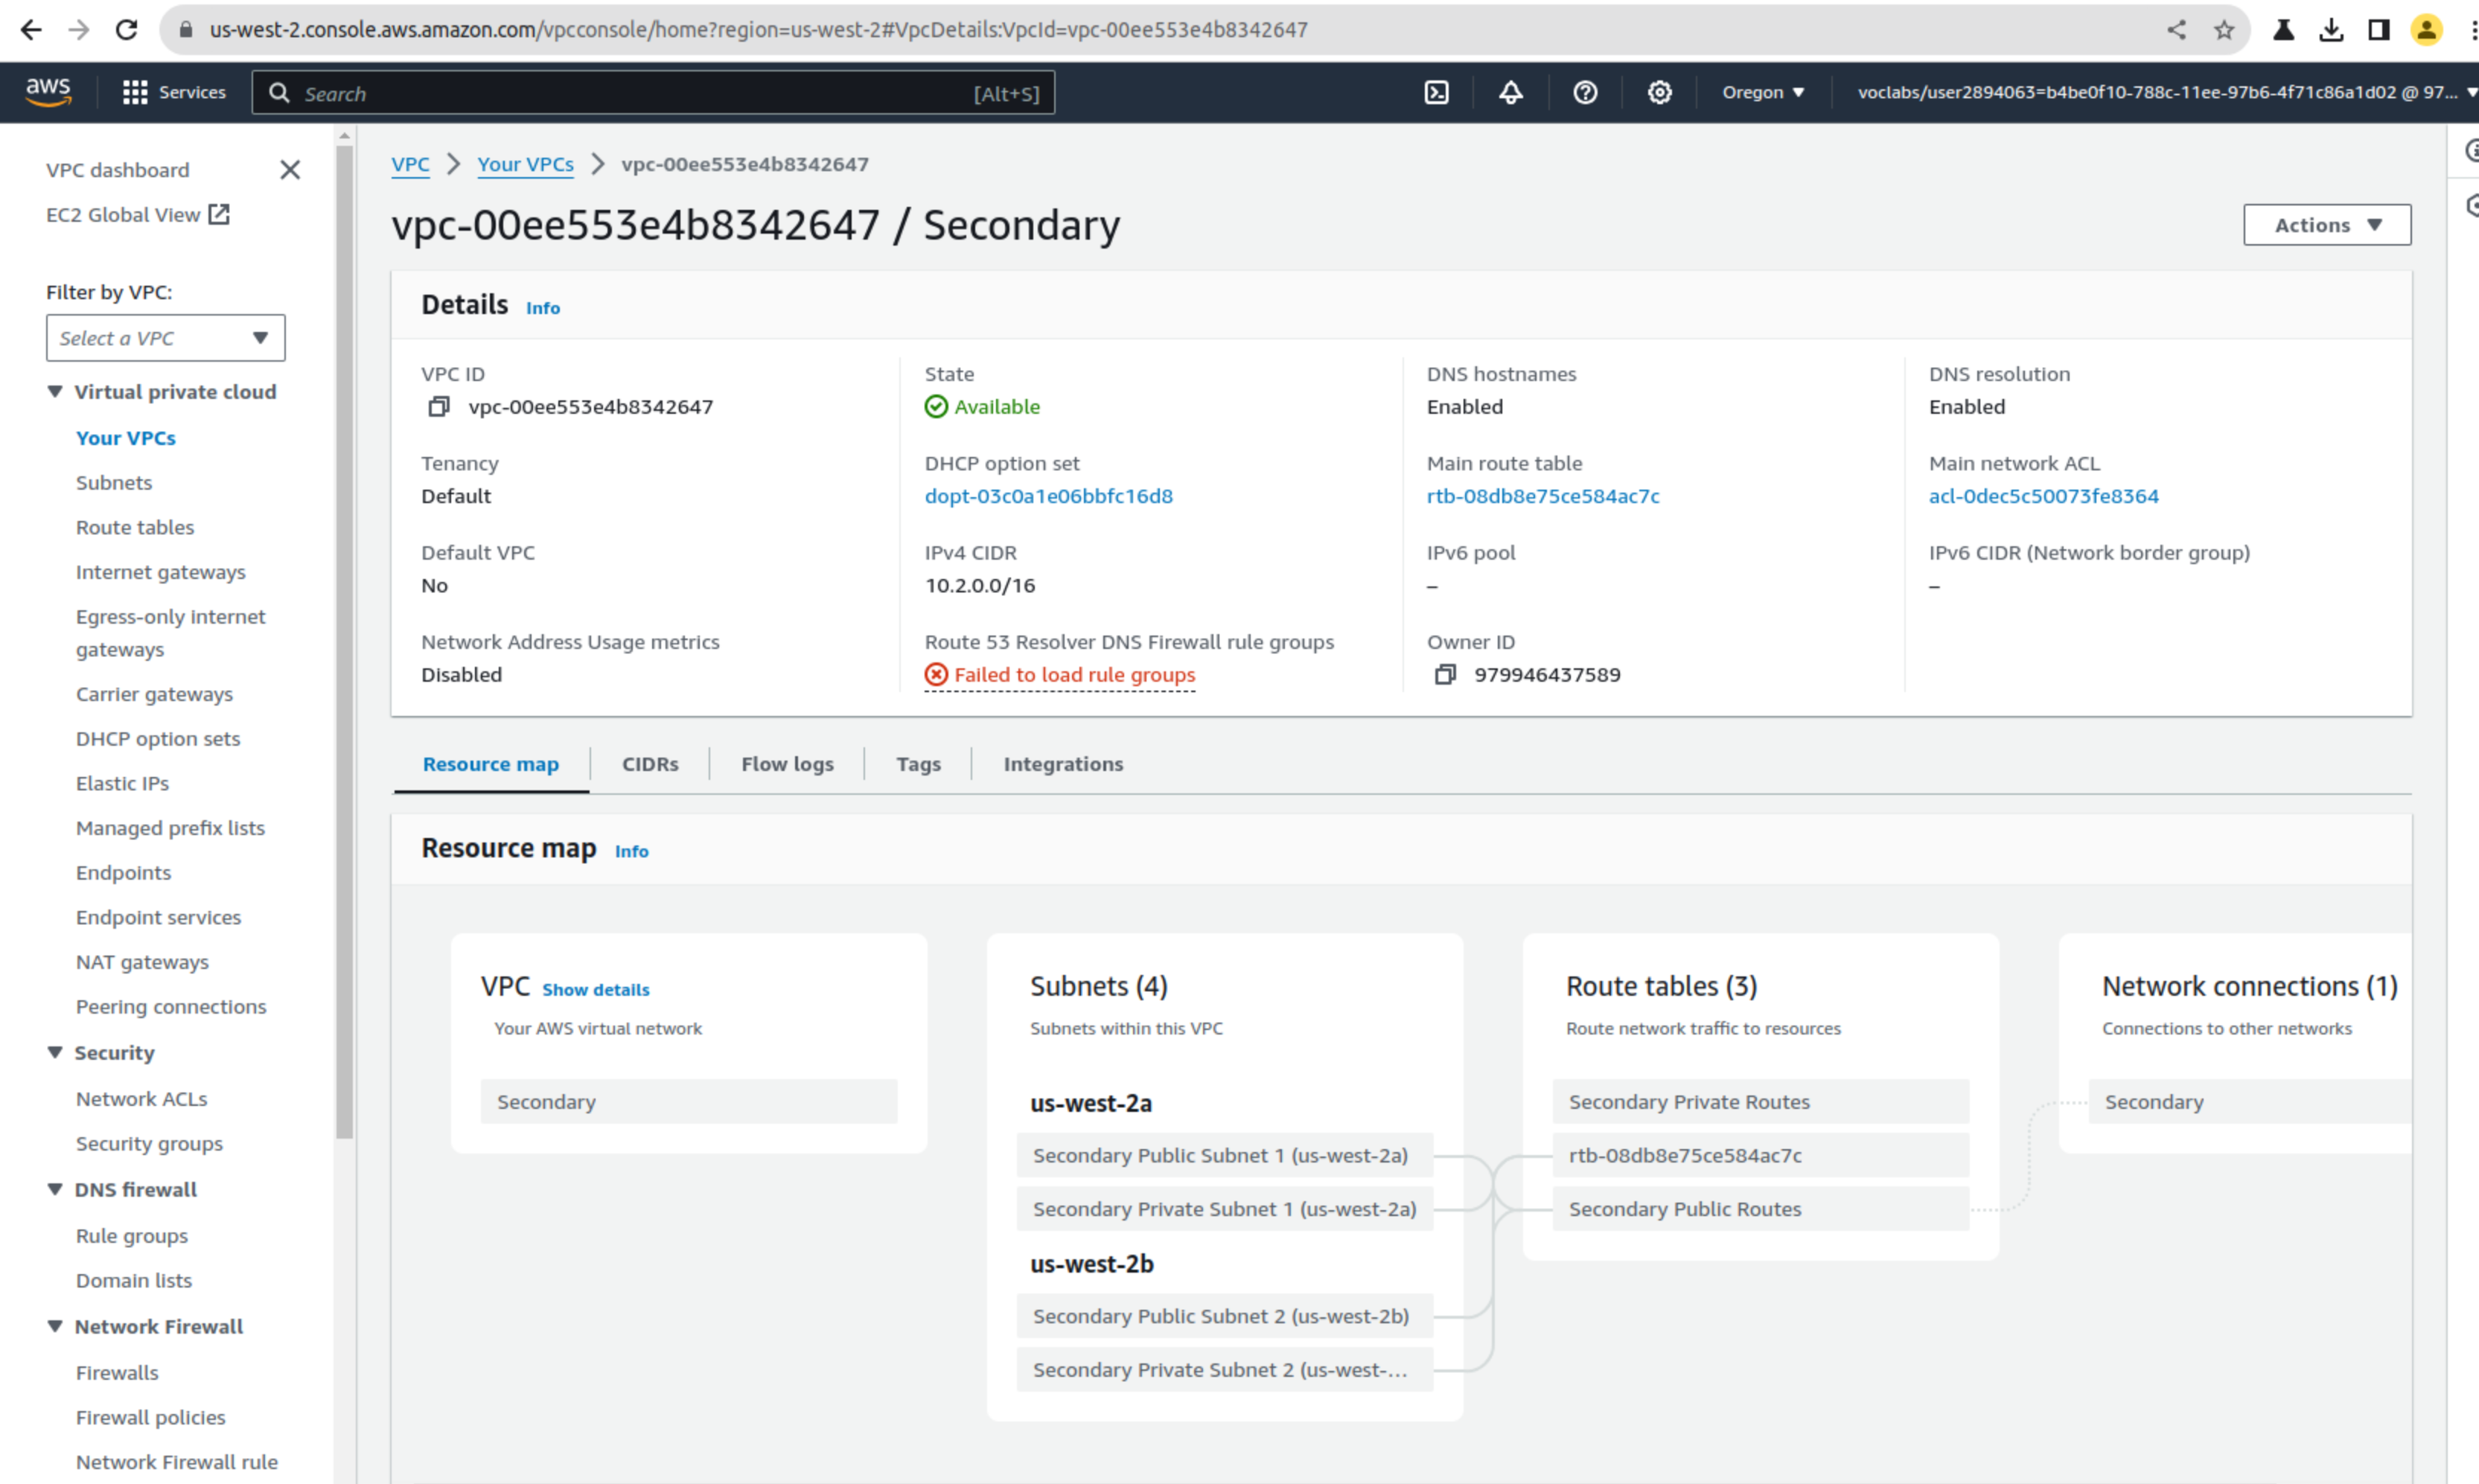 us-west-2.console.aws.amazon.com/vpcconsole/home?region=us-west-2#VpcDetails:VpcId=vpc-00ee553e4b8342647
aws Services Search [Alt+S] Oregon voclabs/user2894063=b4be0f10-788c-11ee-97b6-4f71c86a1d02 @ 97...
VPC dashboard
EC2 Global View
Filter by VPC:
Select a VPC
Virtual private cloud
Your VPCs
Subnets
Route tables
Internet gateways
Egress-only internet
gateways
Carrier gateways
DHCP option sets
Elastic IPs
Managed prefix lists
Endpoints
Endpoint services
NAT gateways
Peering connections
Security
Network ACLs
Security groups
DNS firewall
Rule groups
Domain lists
Network Firewall
Firewalls
Firewall policies
Network Firewall rule
VPC Your VPCs vpc-00ee553e4b8342647
vpc-00ee553e4b8342647 / Secondary
Actions
Details Info
VPC ID
vpc-00ee553e4b8342647
State
Available
DNS hostnames
Enabled
DNS resolution
Enabled
Tenancy
Default
DHCP option set
dopt-03c0a1e06bbfc16d8
Main route table
rtb-08db8e75ce584ac7c
Main network ACL
acl-0dec5c50073fe8364
Default VPC
No
IPv4 CIDR
10.2.0.0/16
IPv6 pool
–
IPv6 CIDR (Network border group)
–
Network Address Usage metrics
Disabled
Route 53 Resolver DNS Firewall rule groups
Failed to load rule groups
Owner ID
979946437589
Resource map CIDRs Flow logs Tags Integrations
Resource map Info
VPC Show details
Your AWS virtual network
Secondary
Subnets (4)
Subnets within this VPC
us-west-2a
Secondary Public Subnet 1 (us-west-2a)
Secondary Private Subnet 1 (us-west-2a)
us-west-2b
Secondary Public Subnet 2 (us-west-2b)
Secondary Private Subnet 2 (us-west-...
Route tables (3)
Route network traffic to resources
Secondary Private Routes
rtb-08db8e75ce584ac7c
Secondary Public Routes
Network connections (1)
Connections to other networks
Secondary